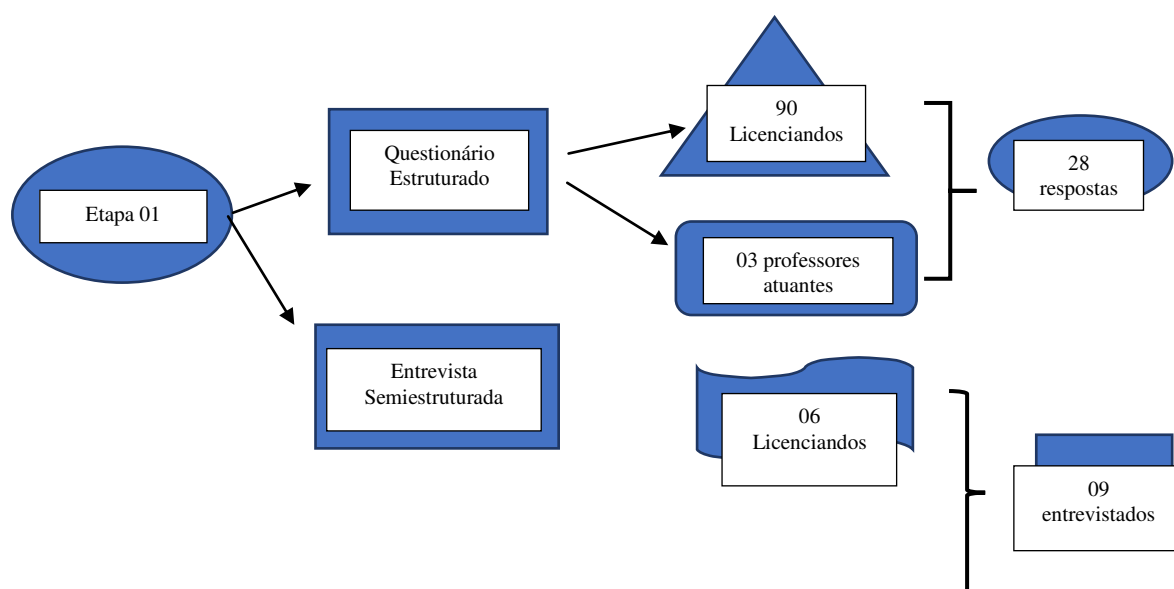 Etapa 01
Questionário
Estruturado
90
Licenciandos
03 professores
atuantes
28
respostas
Entrevista
Semiestruturada
06
Licenciandos
09
entrevistados